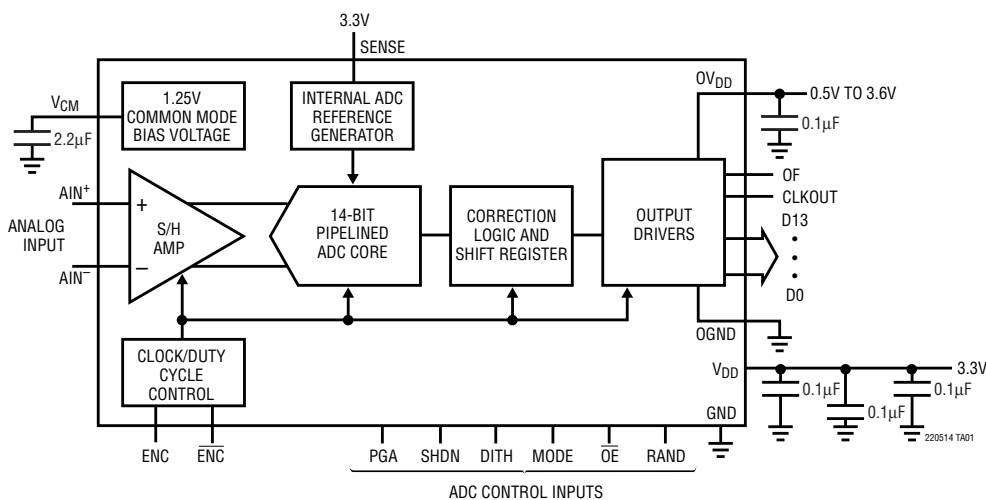 3.3V
SENSE
OVDD
0.5V TO 3.6V
0.1µF
VCM
2.2µF
1.25V
COMMON MODE
BIAS VOLTAGE
INTERNAL ADC
REFERENCE
GENERATOR
OF
CLKOUT
D13
D0
AIN+
ANALOG
INPUT
AIN−
+
S/H
AMP
−
14-BIT
PIPELINED
ADC CORE
CORRECTION
LOGIC AND
SHIFT REGISTER
OUTPUT
DRIVERS
OGND
CLOCK/DUTY
CYCLE
CONTROL
VDD
3.3V
0.1µF
0.1µF
0.1µF
GND
220514 TA01
ENC
E̅N̅C̅
PGA
SHDN
DITH
MODE
O̅E̅
RAND
ADC CONTROL INPUTS